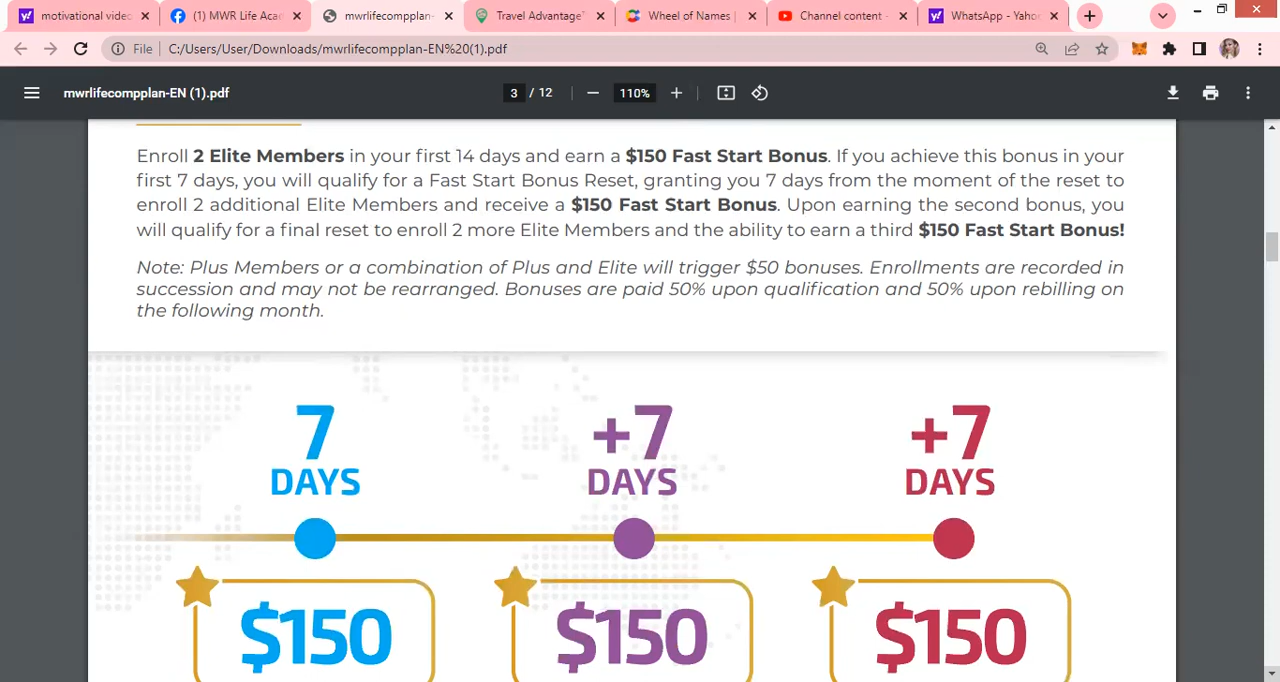 motivational video
(1) MWR Life Aca
mwrlifecompplan-
Travel Advantage™
Wheel of Names |
Channel content -
WhatsApp - Yaho
File | C:/Users/User/Downloads/mwrlifecompplan-EN%20(1).pdf
mwrlifecompplan-EN (1).pdf
3 / 12
110%
Enroll 2 Elite Members in your first 14 days and earn a $150 Fast Start Bonus. If you achieve this bonus in your
first 7 days, you will qualify for a Fast Start Bonus Reset, granting you 7 days from the moment of the reset to
enroll 2 additional Elite Members and receive a $150 Fast Start Bonus. Upon earning the second bonus, you
will qualify for a final reset to enroll 2 more Elite Members and the ability to earn a third $150 Fast Start Bonus!
Note: Plus Members or a combination of Plus and Elite will trigger $50 bonuses. Enrollments are recorded in
succession and may not be rearranged. Bonuses are paid 50% upon qualification and 50% upon rebilling on
the following month.
7 +7 +7
DAYS DAYS DAYS
$150 $150 $150